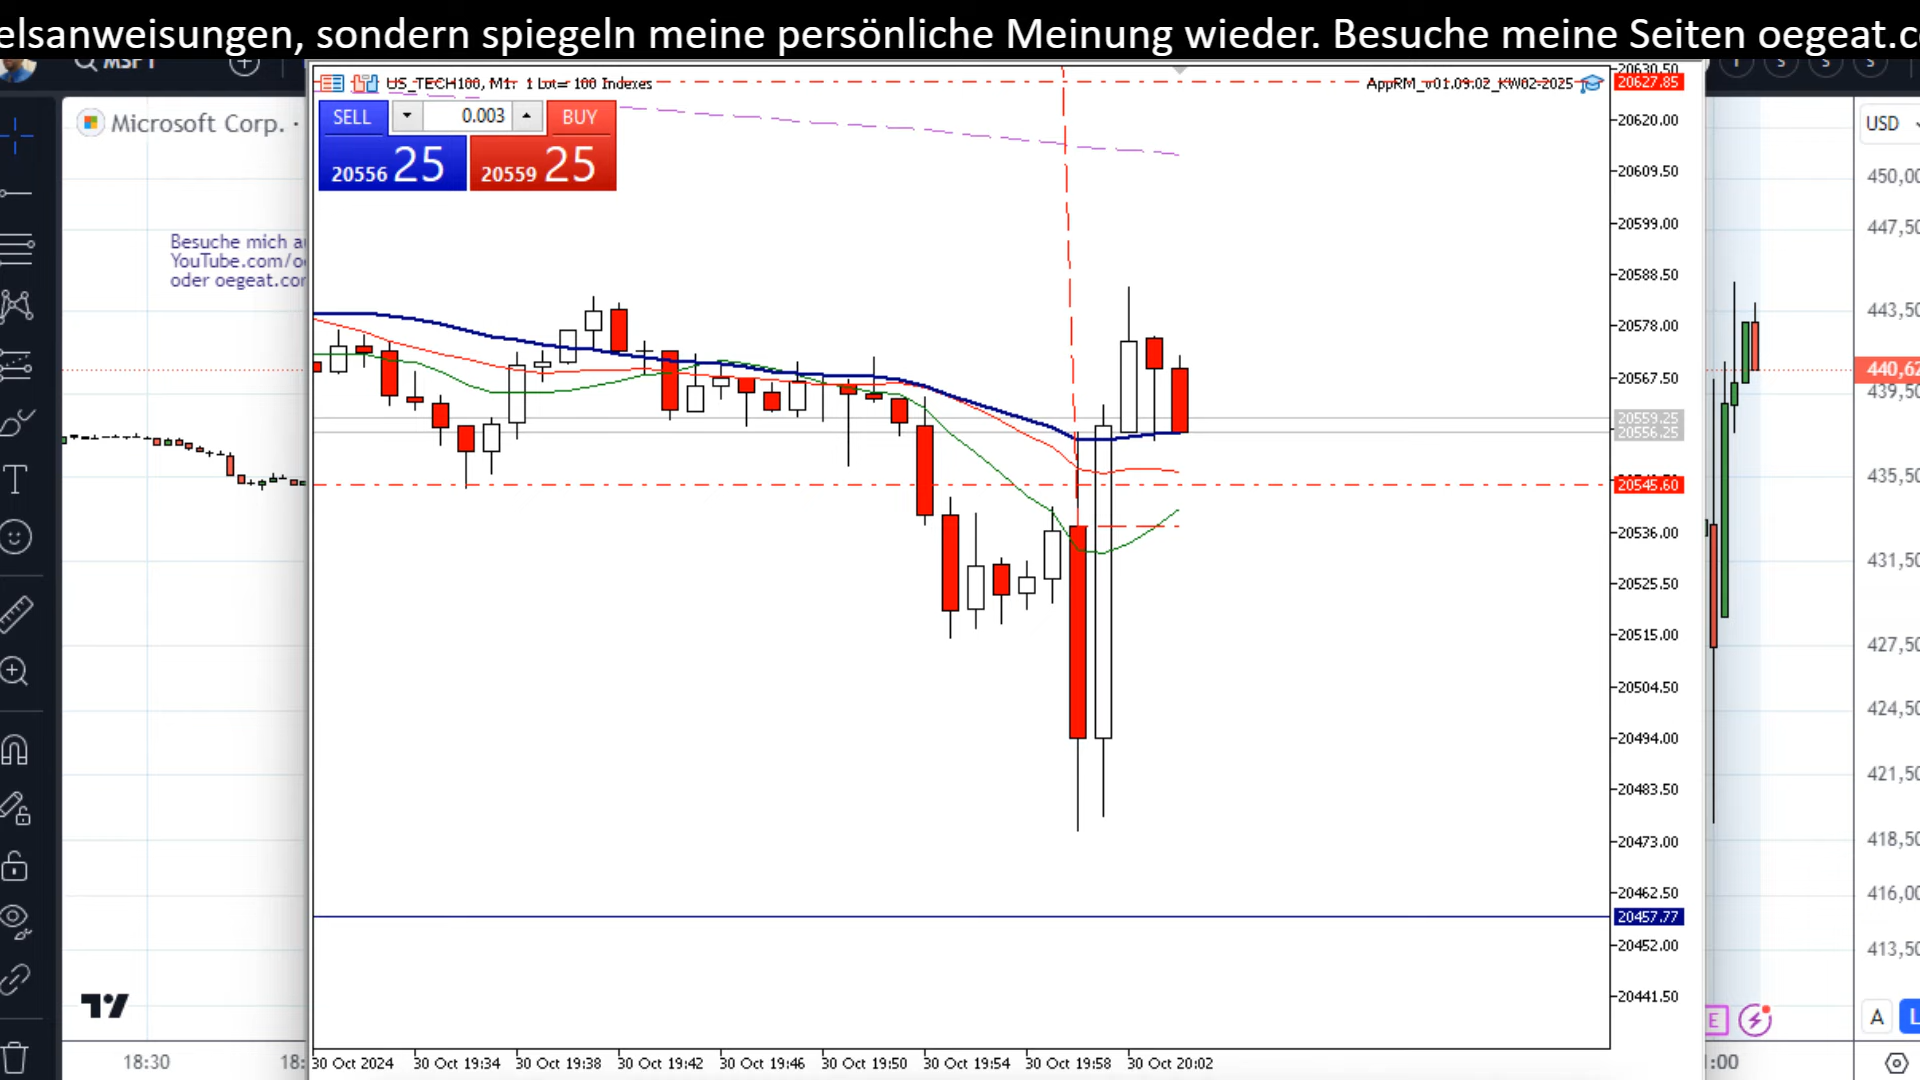 elsanweisungen, sondern spiegeln meine persönliche Meinung wieder. Besuche meine Seiten oegeat.c
MSFT
Microsoft Corp. ·
Besuche mich a
YouTube.com/o
oder oegeat.cor
US_TECH100, M1: 1 Lot= 100 Indexes
AppRM_v01.09.02_KW02-2025
SELL
0.003
BUY
20556 25
20559 25
20630.50
20627.85
20620.00
20609.50
20599.00
20588.50
20578.00
20567.50
20559.25
20556.25
20545.60
20536.00
20525.50
20515.00
20504.50
20494.00
20483.50
20473.00
20462.50
20457.77
20452.00
20441.50
30 Oct 2024
30 Oct 19:34
30 Oct 19:38
30 Oct 19:42
30 Oct 19:46
30 Oct 19:50
30 Oct 19:54
30 Oct 19:58
30 Oct 20:02
18:30
18:
:00
USD
450,00
447,50
443,50
440,62
439,50
435,50
431,50
427,50
424,50
421,50
418,50
416,00
413,50
E
A
L